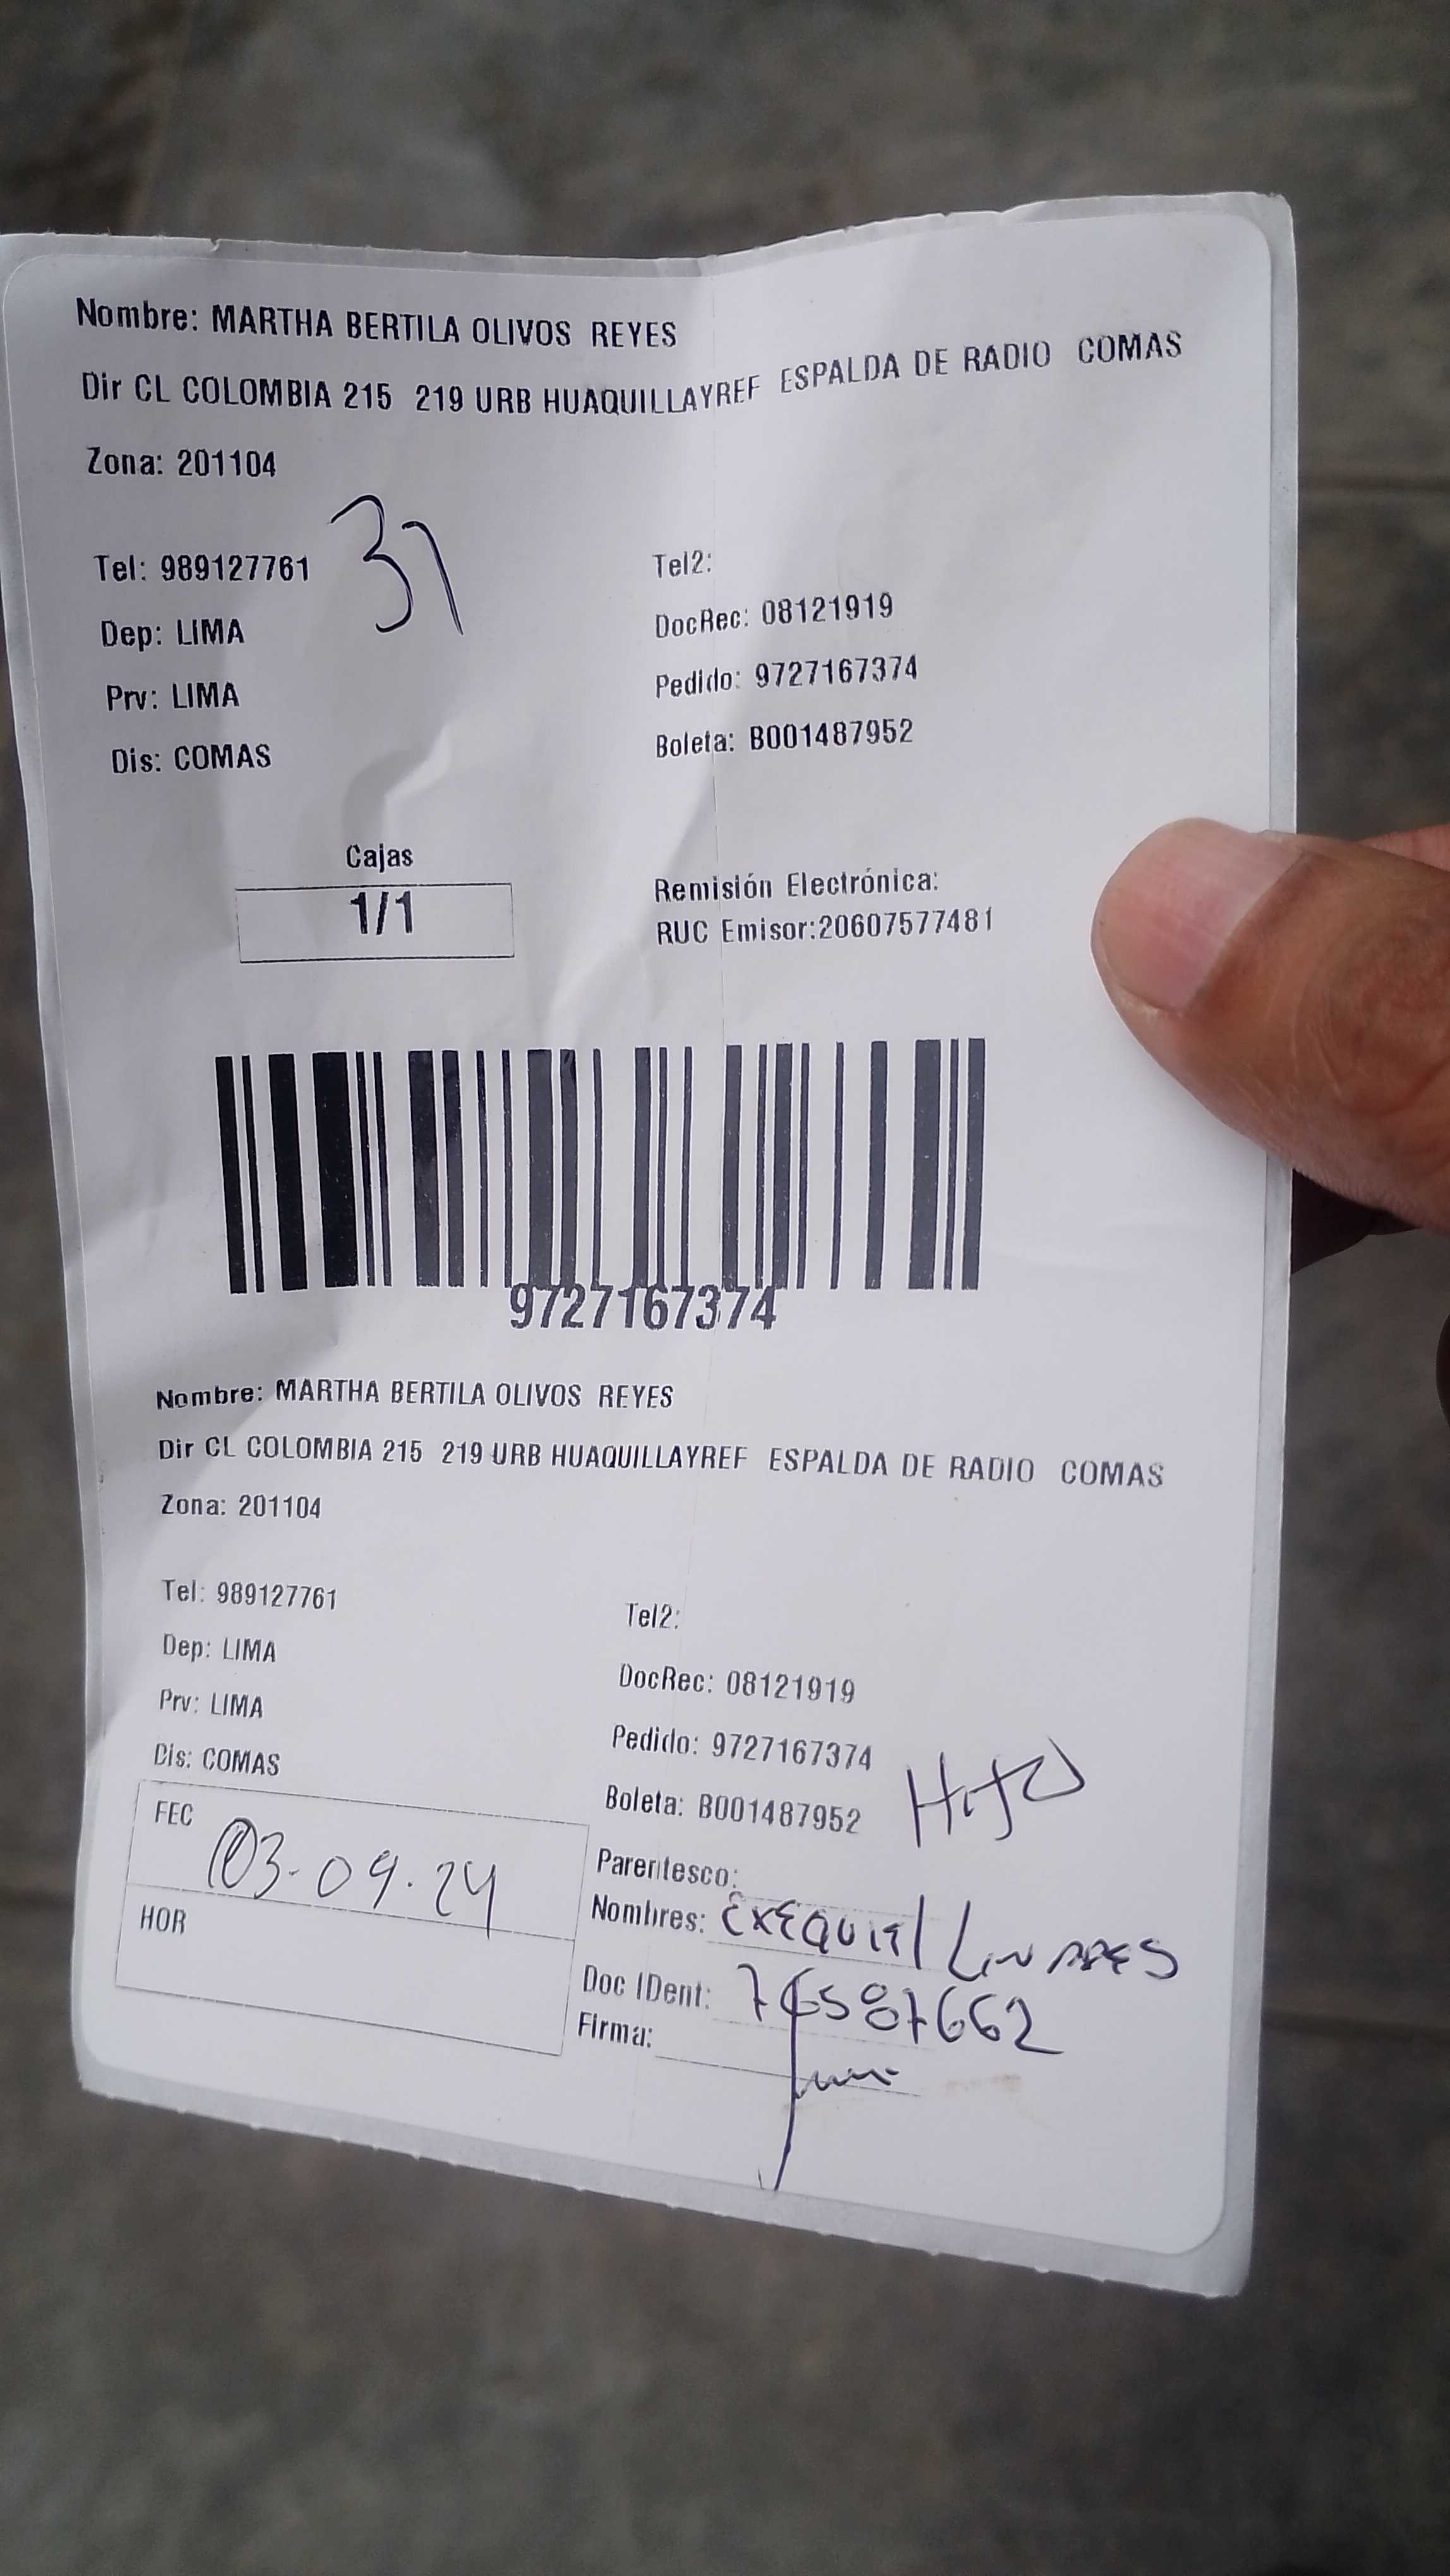 Nombre: MARTHA BERTILA OLIVOS REYES
Dir CL COLOMBIA 215 219 URB HUAQUILLAYREF ESPALDA DE RADIO COMAS
Zona: 201104
31
Tel: 989127761
Tel2:
Dep: LIMA
DocRec: 08121919
Prv: LIMA
Pedido: 9727167374
Dis: COMAS
Boleta: B001487952
Cajas
1/1
Remisión Electrónica:
RUC Emisor:20607577481
9727167374
Nombre: MARTHA BERTILA OLIVOS REYES
Dir CL COLOMBIA 215 219 URB HUAQUILLAYREF ESPALDA DE RADIO COMAS
Zona: 201104
Tel: 989127761
Tel2:
Dep: LIMA
DocRec: 08121919
Prv: LIMA
Pedido: 9727167374
Dis: COMAS
Boleta: B001487952
Hijo
FEC 03-09.24
Parentesco:
Nombres: Exequiel Linares
HOR
Doc IDent: 76587662
Firma: